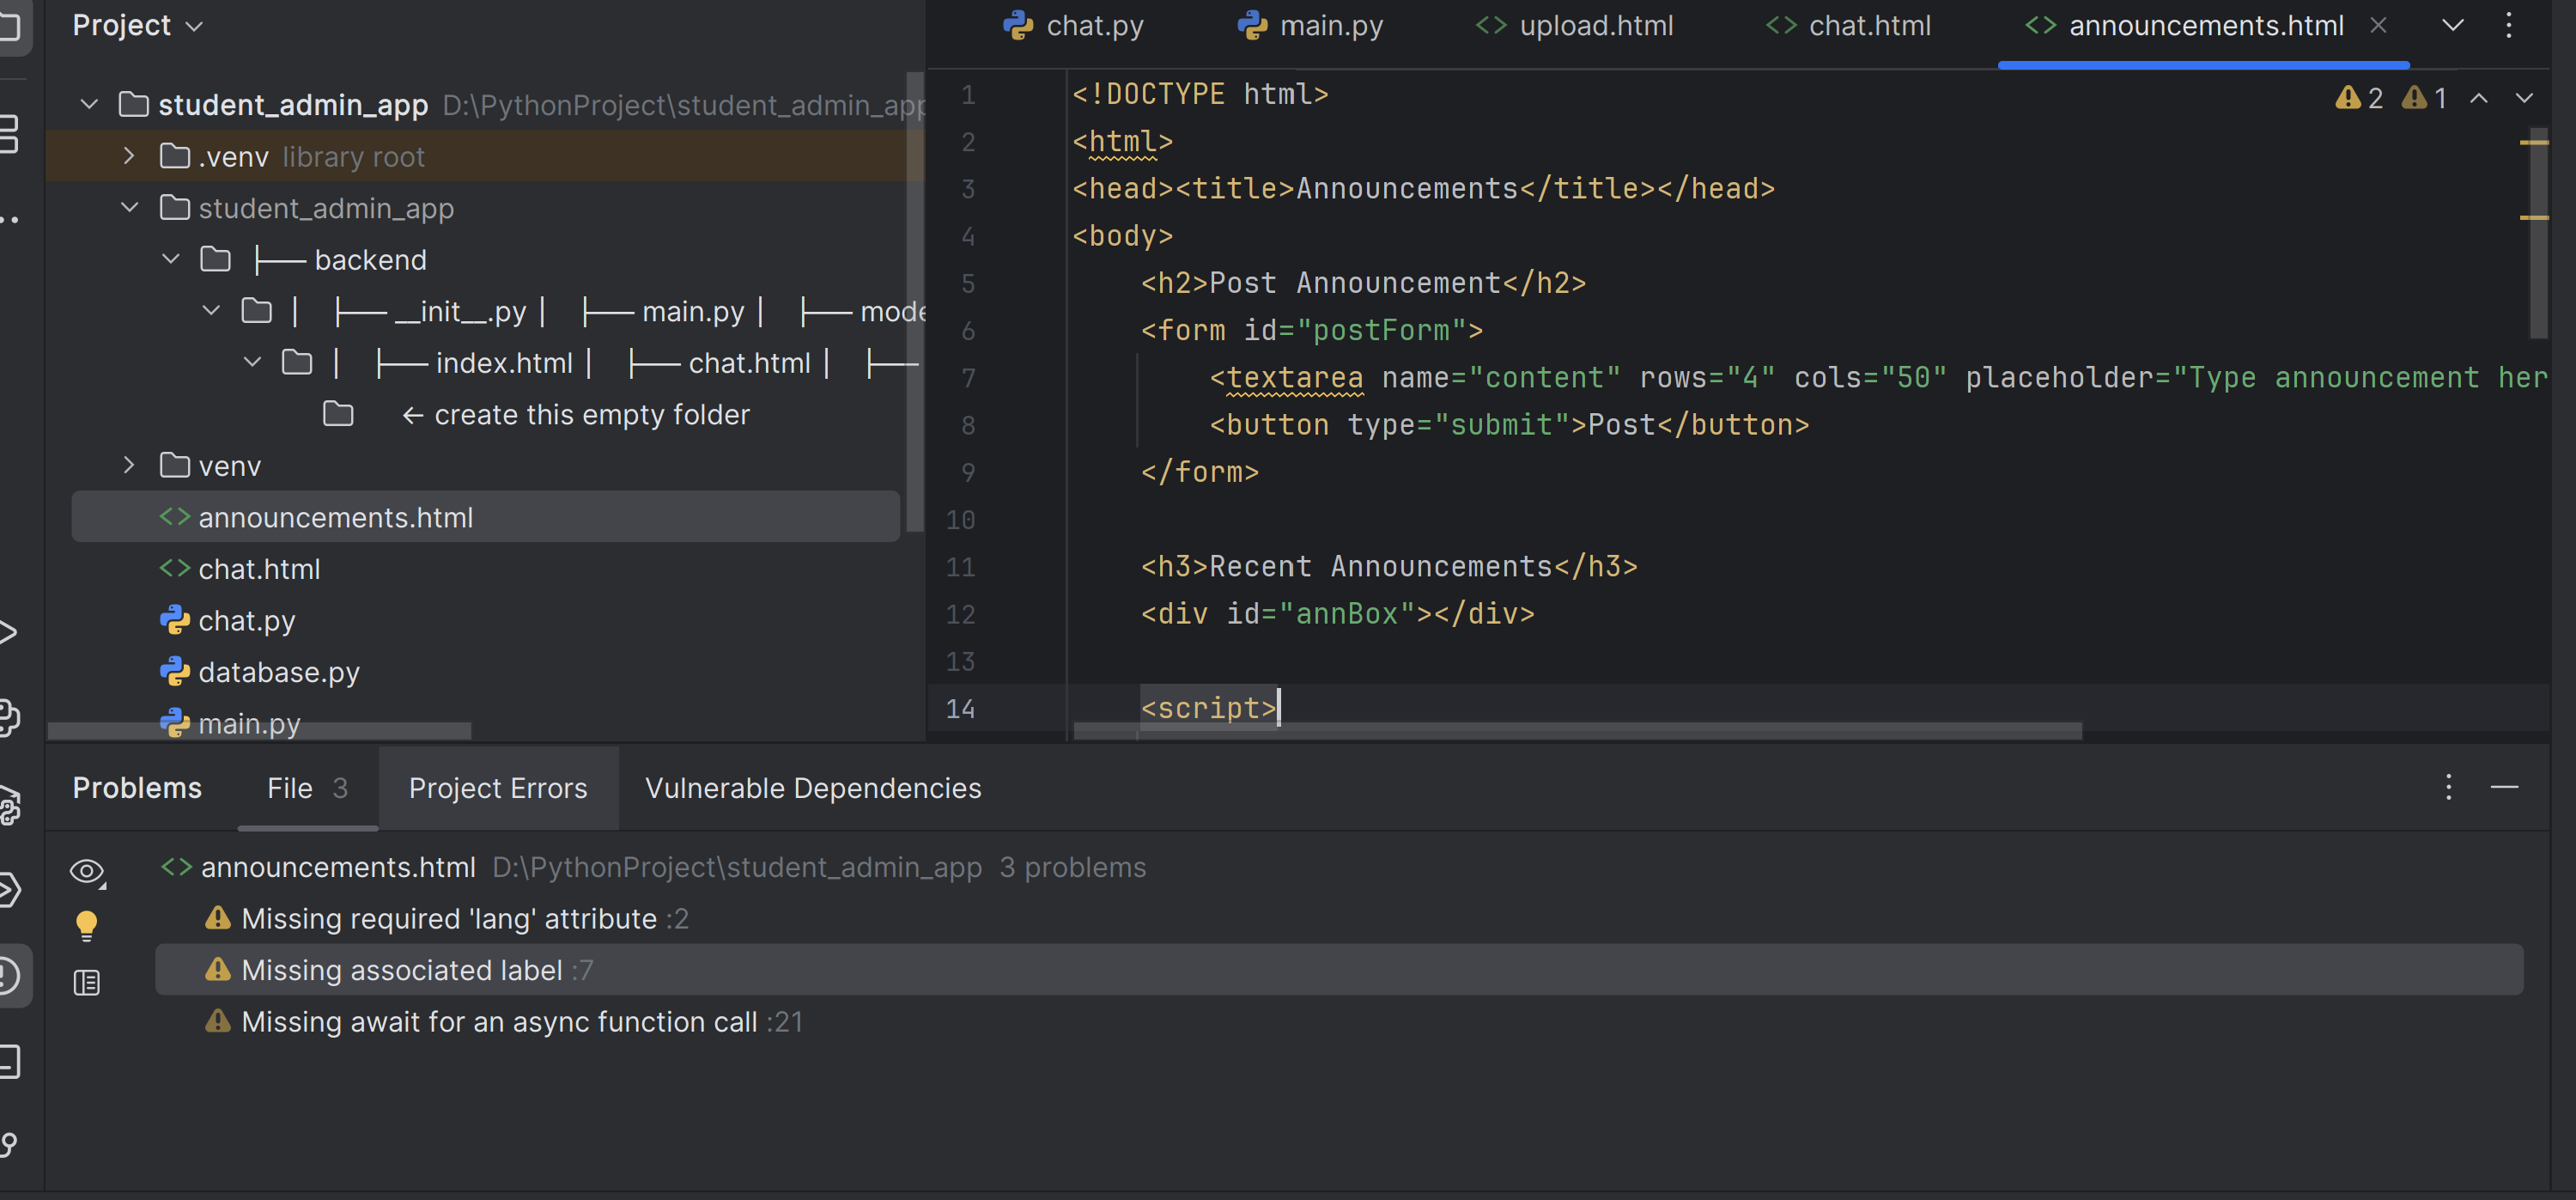 Project
student_admin_app D:\PythonProject\student_admin_app
.venv library root
student_admin_app
├── backend
│ ├── __init__.py │ ├── main.py │ ├── mode
│ ├── index.html │ ├── chat.html │ ├──
← create this empty folder
venv
announcements.html
chat.html
chat.py
database.py
main.py
chat.py main.py upload.html chat.html announcements.html
2 1
1 <!DOCTYPE html>
2 <html>
3 <head><title>Announcements</title></head>
4 <body>
5 <h2>Post Announcement</h2>
6 <form id="postForm">
7 <textarea name="content" rows="4" cols="50" placeholder="Type announcement her
8 <button type="submit">Post</button>
9 </form>
10
11 <h3>Recent Announcements</h3>
12 <div id="annBox"></div>
13
14 <script>
Problems File 3 Project Errors Vulnerable Dependencies
announcements.html D:\PythonProject\student_admin_app 3 problems
Missing required 'lang' attribute :2
Missing associated label :7
Missing await for an async function call :21